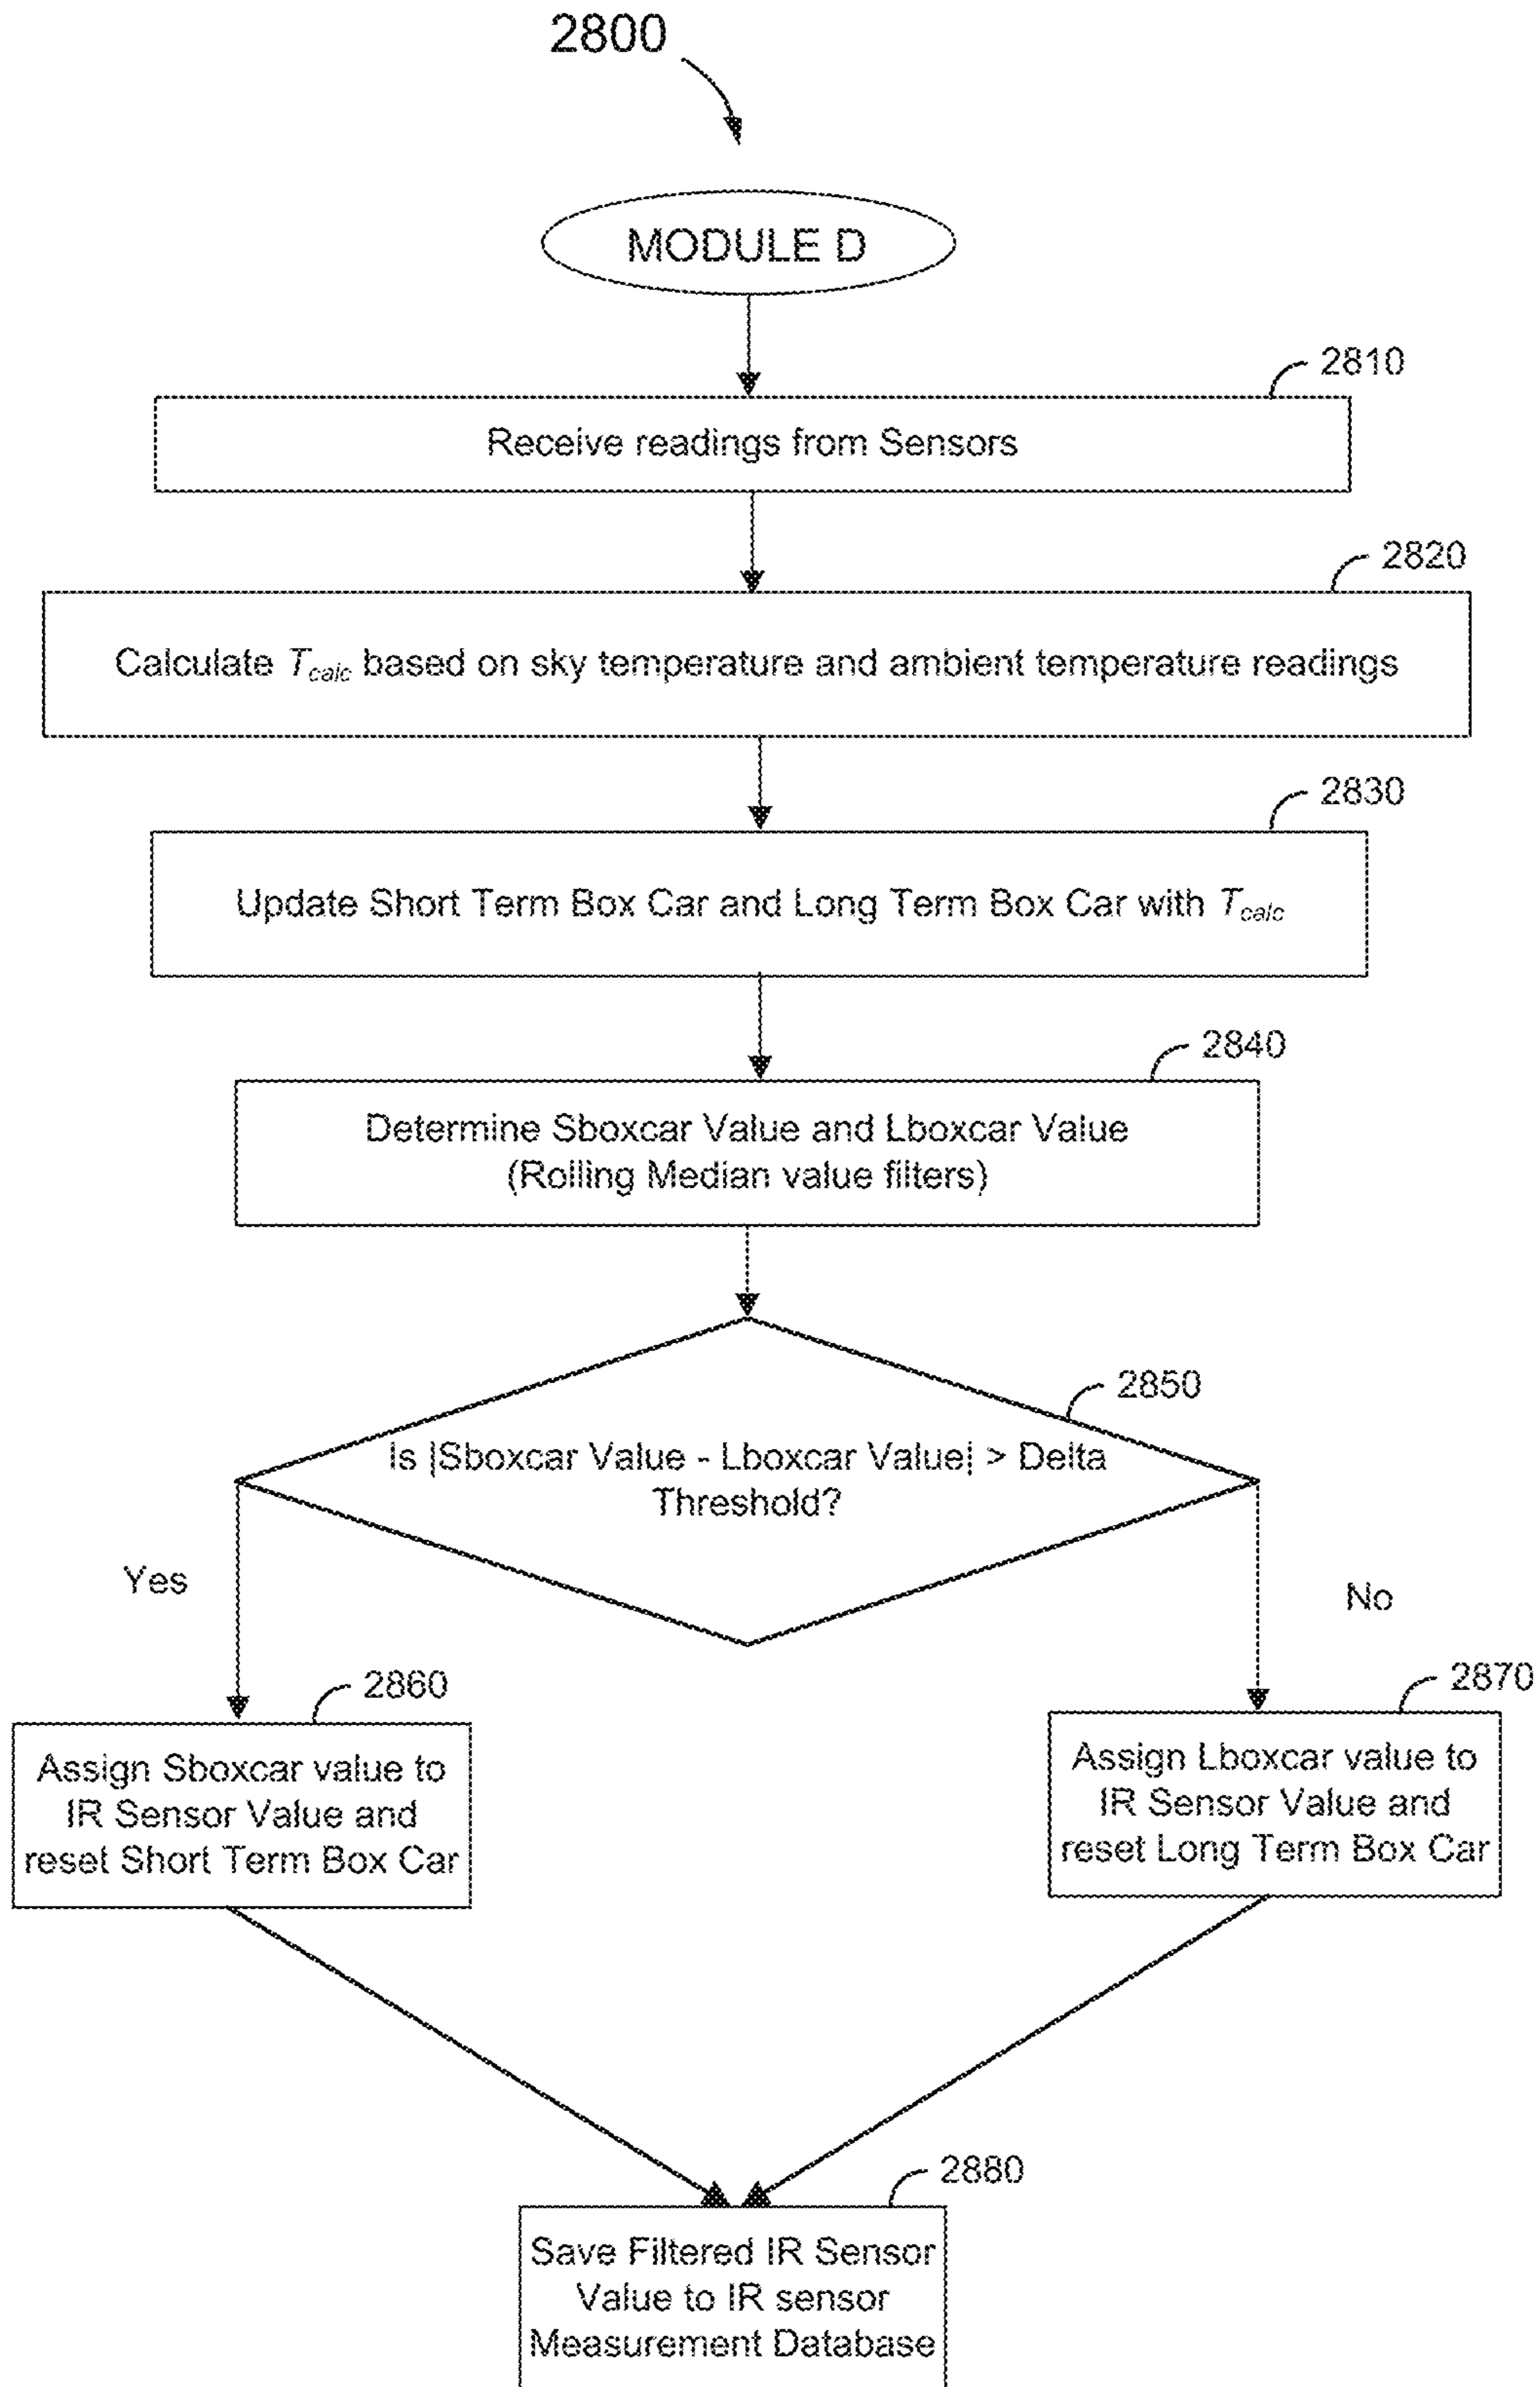 2800
MODULE D
2810
Receive readings from Sensors
2820
Calculate Tcalc based on sky temperature and ambient temperature readings
2830
Update Short Term Box Car and Long Term Box Car with Tcalc
2840
Determine Sboxcar Value and Lboxcar Value
(Rolling Median value filters)
2850
Is |Sboxcar Value - Lboxcar Value| > Delta
Threshold?
Yes
No
2860
Assign Sboxcar value to
IR Sensor Value and
reset Short Term Box Car
2870
Assign Lboxcar value to
IR Sensor Value and
reset Long Term Box Car
2880
Save Filtered IR Sensor
Value to IR sensor
Measurement Database